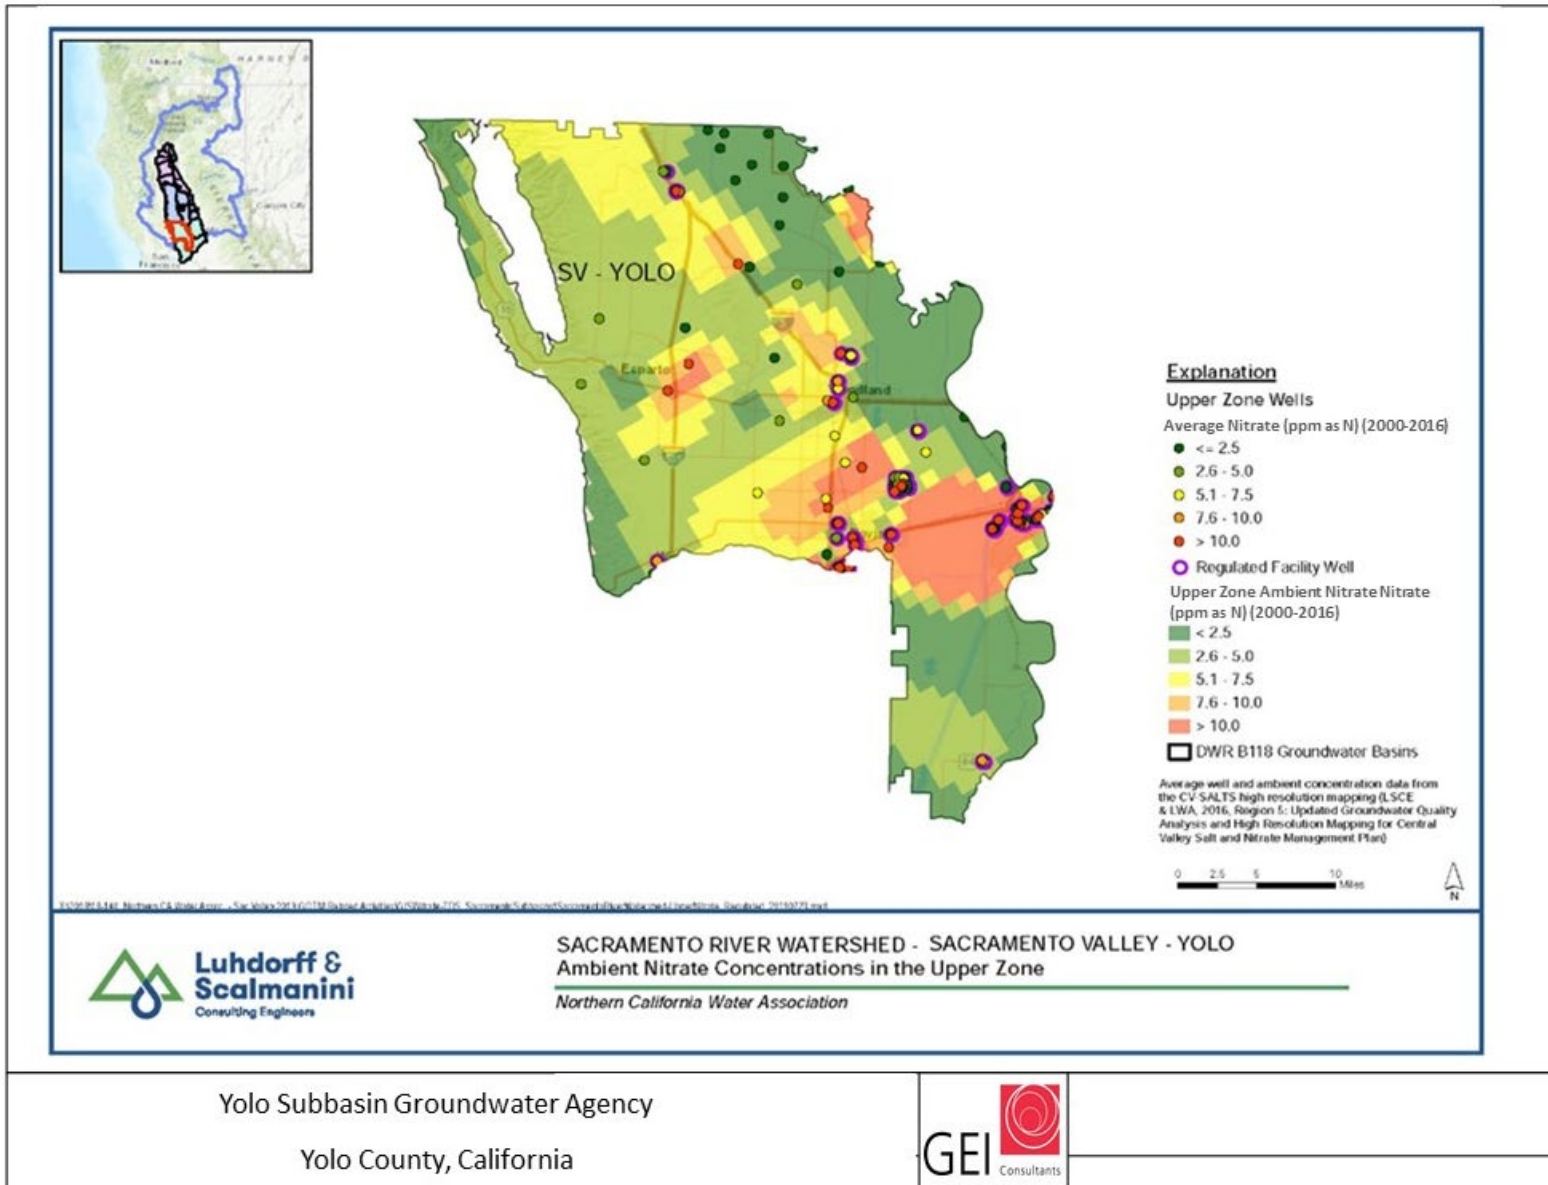 SV - YOLO
Esparto
Explanation
Upper Zone Wells
Average Nitrate (ppm as N) (2000-2016)
<= 2.5
2.6 - 5.0
5.1 - 7.5
7.6 - 10.0
> 10.0
Regulated Facility Well
Upper Zone Ambient Nitrate Nitrate
(ppm as N) (2000-2016)
< 2.5
2.6 - 5.0
5.1 - 7.5
7.6 - 10.0
> 10.0
DWR B118 Groundwater Basins
Average well and ambient concentration data from
the CV-SALTS high resolution mapping (LSCE
& LWA, 2016, Region 5: Updated Groundwater Quality
Analysis and High Resolution Mapping for Central
Valley Salt and Nitrate Management Plan)
0 2.5 5 10
Miles
N
Luhdorff &
Scalmanini
Consulting Engineers
SACRAMENTO RIVER WATERSHED - SACRAMENTO VALLEY - YOLO
Ambient Nitrate Concentrations in the Upper Zone
Northern California Water Association
Yolo Subbasin Groundwater Agency
Yolo County, California
GEI
Consultants